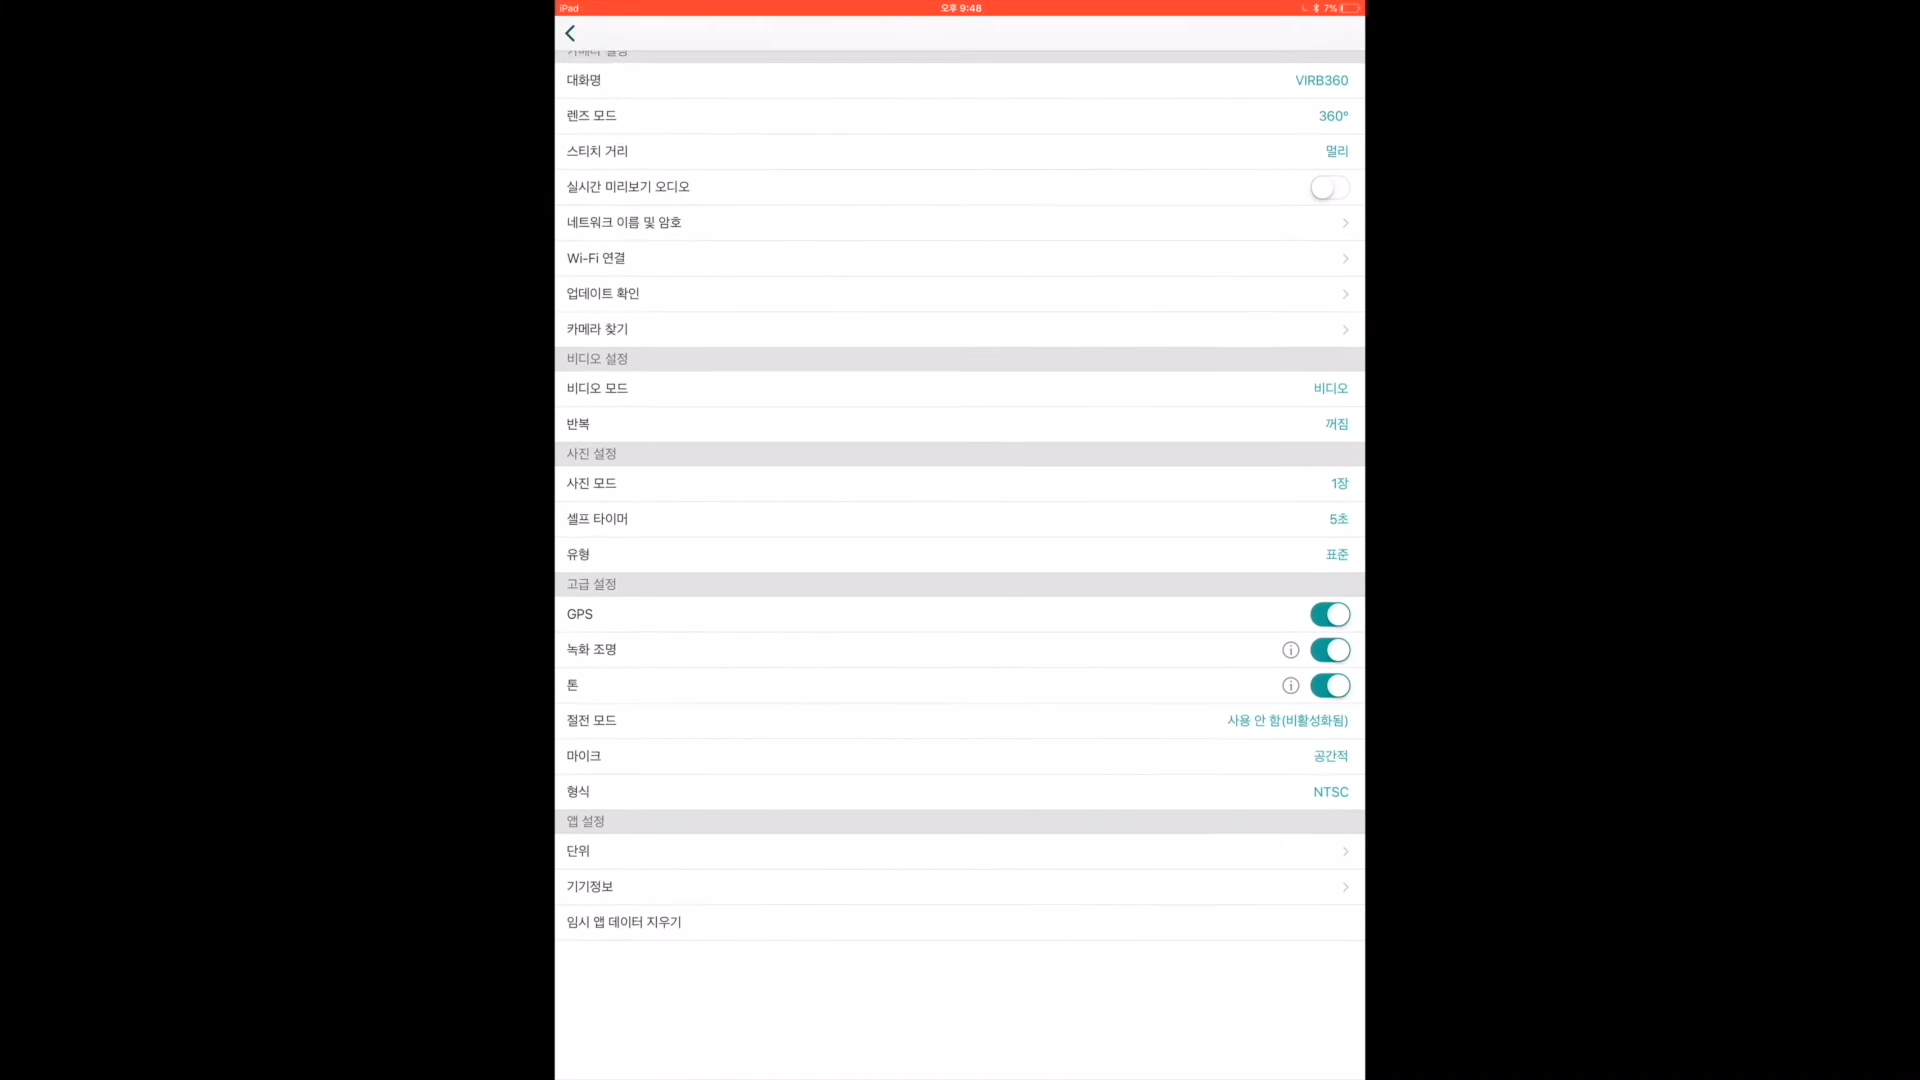 iPad
오후 9:48
7%
카메라 설정
대화명 VIRB360
렌즈 모드 360°
스티치 거리 멀리
실시간 미리보기 오디오
네트워크 이름 및 암호
Wi-Fi 연결
업데이트 확인
카메라 찾기
비디오 설정
비디오 모드 비디오
반복 꺼짐
사진 설정
사진 모드 1장
셀프 타이머 5초
유형 표준
고급 설정
GPS
녹화 조명
톤
절전 모드 사용 안 함(비활성화됨)
마이크 공간적
형식 NTSC
앱 설정
단위
기기정보
임시 앱 데이터 지우기